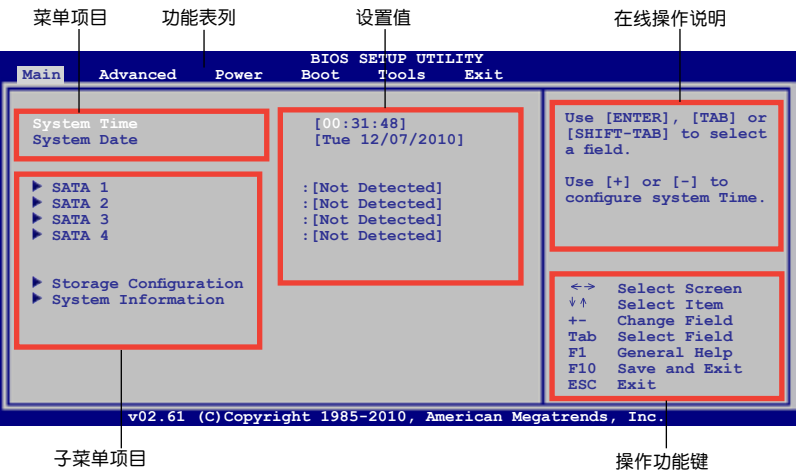 菜单项目 功能表列 设置值 在线操作说明
BIOS SETUP UTILITY
Main Advanced Power Boot Tools Exit
System Time [00:31:48]
System Date [Tue 12/07/2010]
SATA 1 :[Not Detected]
SATA 2 :[Not Detected]
SATA 3 :[Not Detected]
SATA 4 :[Not Detected]
Storage Configuration
System Information
Use [ENTER], [TAB] or
[SHIFT-TAB] to select
a field.
Use [+] or [-] to
configure system Time.
←→ Select Screen
↓↑ Select Item
+- Change Field
Tab Select Field
F1 General Help
F10 Save and Exit
ESC Exit
v02.61 (C)Copyright 1985-2010, American Megatrends, Inc.
子菜单项目 操作功能键